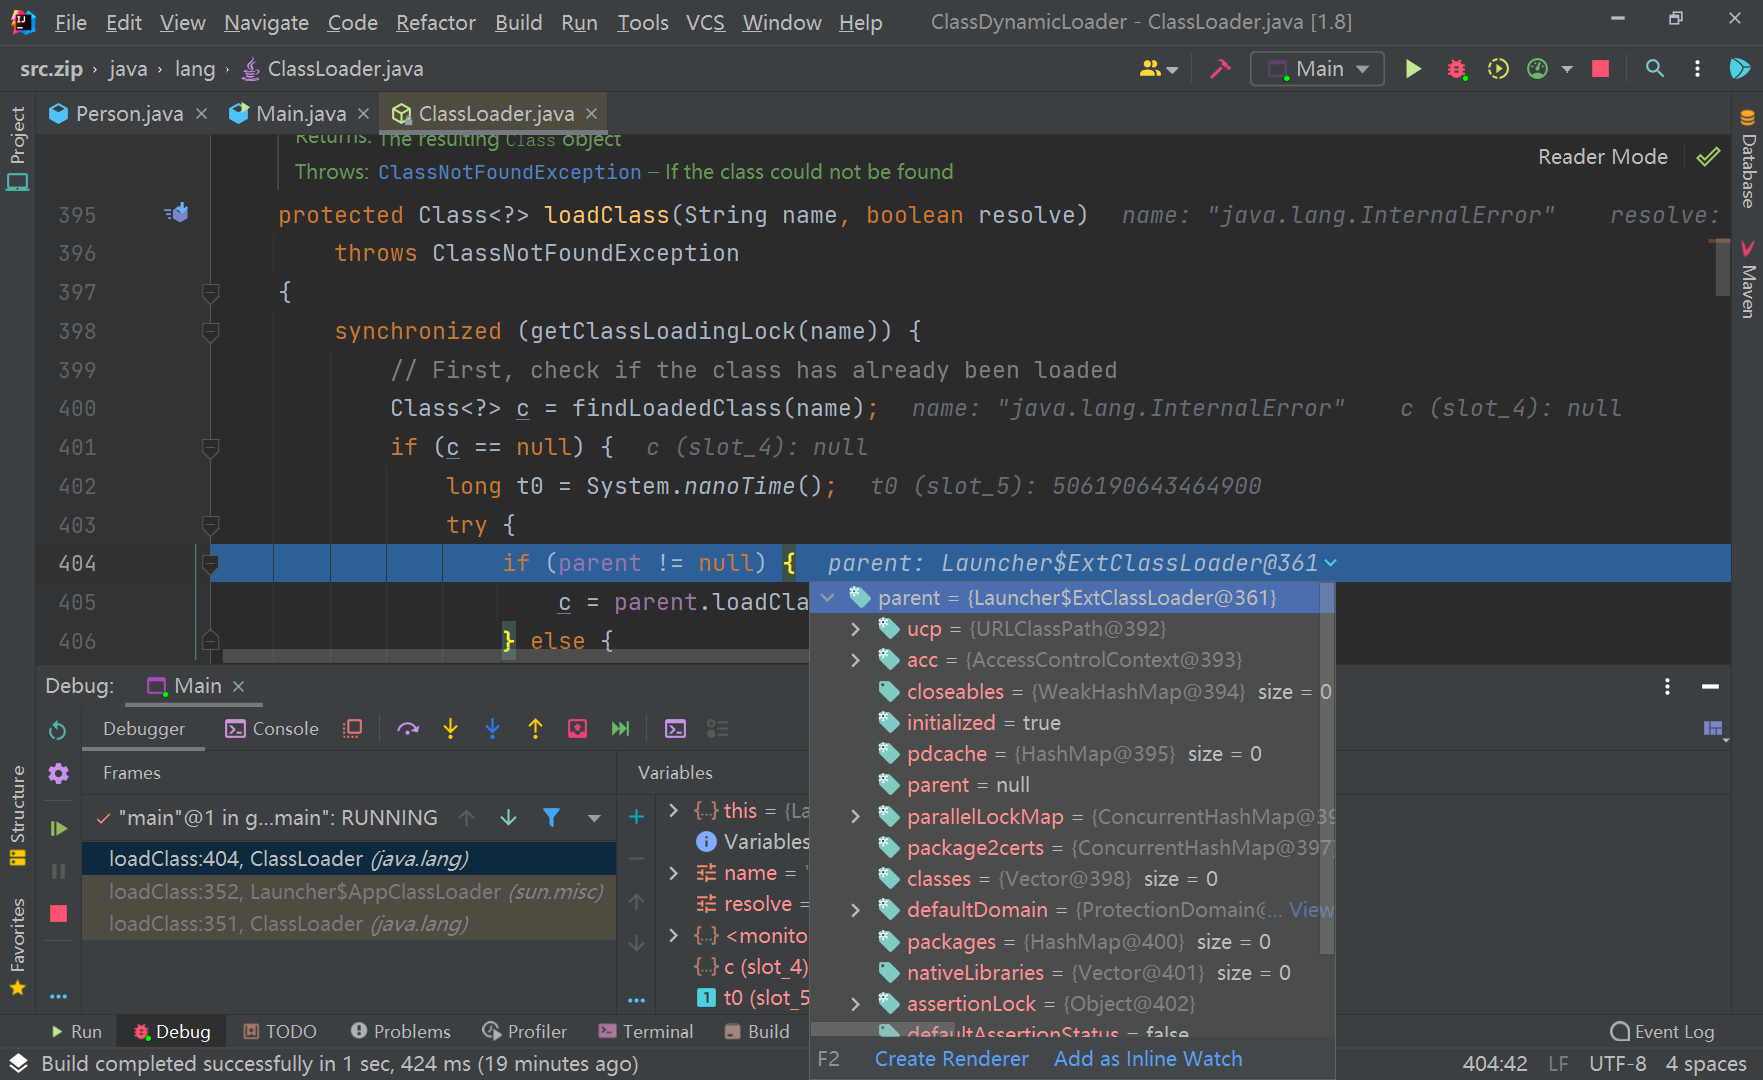 File Edit View Navigate Code Refactor Build Run Tools VCS Window Help ClassDynamicLoader - ClassLoader.java [1.8]
src.zip › java › lang › ClassLoader.java Main
Person.java Main.java ClassLoader.java
Project
Database
Maven
Structure
Favorites
Returns: The resulting Class object
Reader Mode
Throws: ClassNotFoundException – If the class could not be found
395 protected Class<?> loadClass(String name, boolean resolve) name: "java.lang.InternalError" resolve:
396 throws ClassNotFoundException
397 {
398 synchronized (getClassLoadingLock(name)) {
399 // First, check if the class has already been loaded
400 Class<?> c = findLoadedClass(name); name: "java.lang.InternalError" c (slot_4): null
401 if (c == null) { c (slot_4): null
402 long t0 = System.nanoTime(); t0 (slot_5): 506190643464900
403 try {
404 if (parent != null) { parent: Launcher$ExtClassLoader@361
405 c = parent.loadCla
406 } else {
parent = {Launcher$ExtClassLoader@361}
ucp = {URLClassPath@392}
acc = {AccessControlContext@393}
closeables = {WeakHashMap@394} size = 0
initialized = true
pdcache = {HashMap@395} size = 0
parent = null
parallelLockMap = {ConcurrentHashMap@39
package2certs = {ConcurrentHashMap@397}
classes = {Vector@398} size = 0
defaultDomain = {ProtectionDomain@... View
packages = {HashMap@400} size = 0
nativeLibraries = {Vector@401} size = 0
assertionLock = {Object@402}
defaultAssertionStatus = false
F2 Create Renderer Add as Inline Watch
Debug: Main
Debugger Console
Frames Variables
"main"@1 in g...main": RUNNING
loadClass:404, ClassLoader (java.lang)
loadClass:352, Launcher$AppClassLoader (sun.misc)
loadClass:351, ClassLoader (java.lang)
this = {La
Variables
name = '
resolve =
<monito
c (slot_4)
t0 (slot_5
Run Debug TODO Problems Profiler Terminal Build Event Log
Build completed successfully in 1 sec, 424 ms (19 minutes ago) 404:42 LF UTF-8 4 spaces